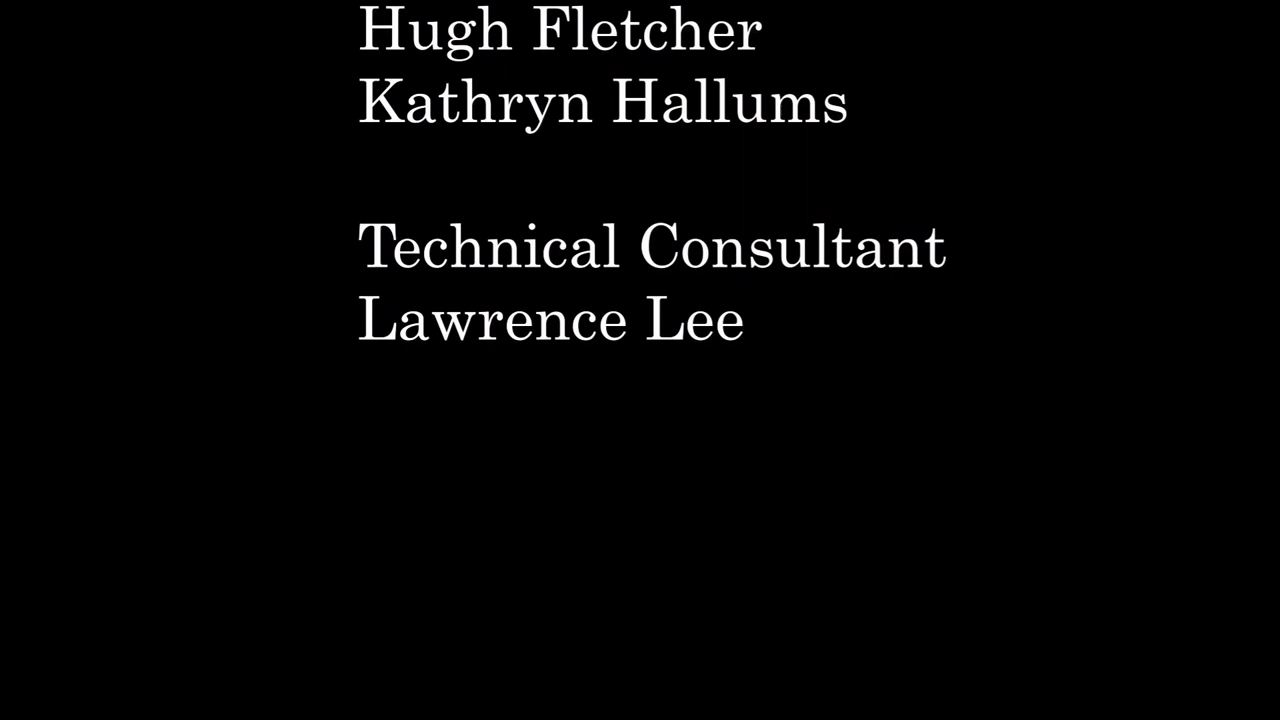 Hugh Fletcher
Kathryn Hallums
Technical Consultant
Lawrence Lee